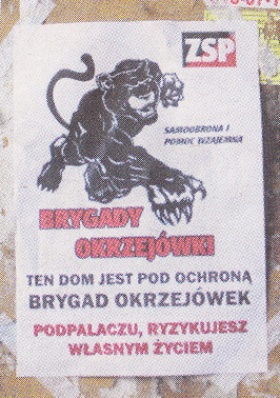 ZSP
SAMOOBRONA I
POMOC WZAJEMNA
BRYGADY
OKRZEJÓWKI
TEN DOM JEST POD OCHRONĄ
BRYGAD OKRZEJÓWEK
PODPALACZU, RYZYKUJESZ
WŁASNYM ŻYCIEM